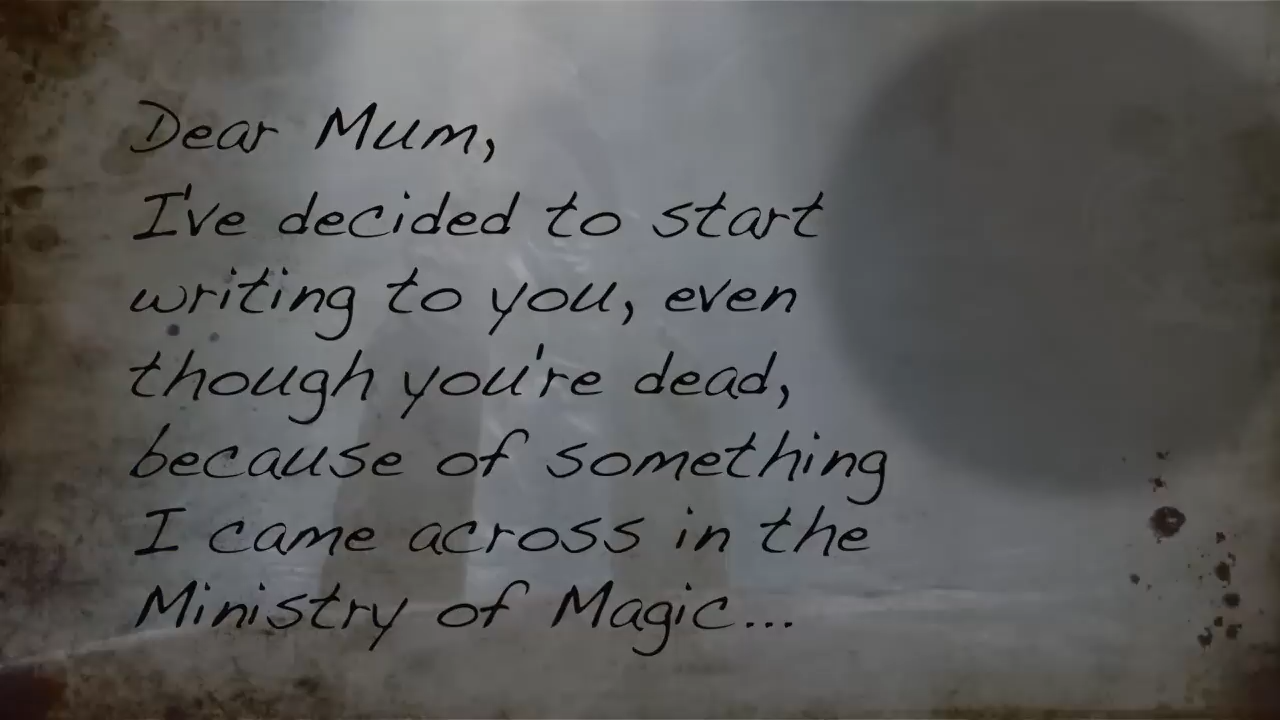 Dear Mum,
I've decided to start
writing to you, even
though you're dead,
because of something
I came across in the
Ministry of Magic...